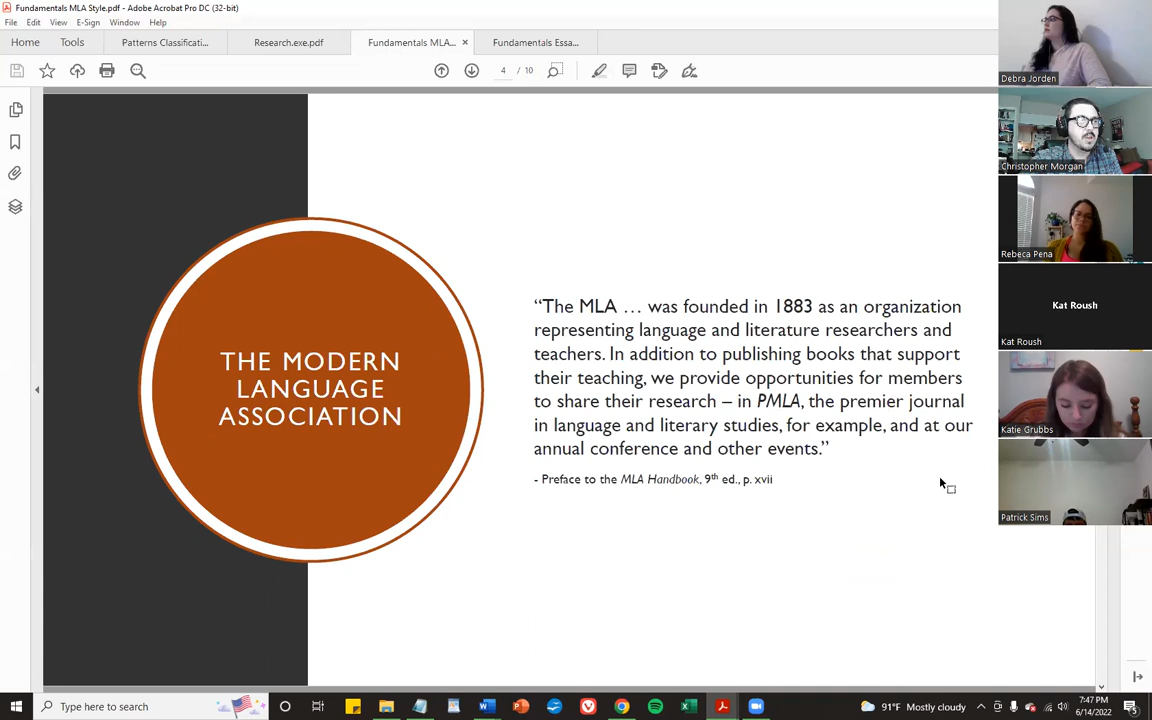 Fundamentals MLA Style.pdf - Adobe Acrobat Pro DC (32-bit)
File Edit View E-Sign Window Help
Home Tools Patterns Classificati... Research.exe.pdf Fundamentals MLA... × Fundamentals Essa...
4 / 10
THE MODERN
LANGUAGE
ASSOCIATION
“The MLA … was founded in 1883 as an organization
representing language and literature researchers and
teachers. In addition to publishing books that support
their teaching, we provide opportunities for members
to share their research – in PMLA, the premier journal
in language and literary studies, for example, and at our
annual conference and other events.”
- Preface to the MLA Handbook, 9th ed., p. xvii
Debra Jorden
Christopher Morgan
Rebeca Pena
Kat Roush
Kat Roush
Katie Grubbs
Patrick Sims
Type here to search
91°F Mostly cloudy
7:47 PM
6/14/2022
5